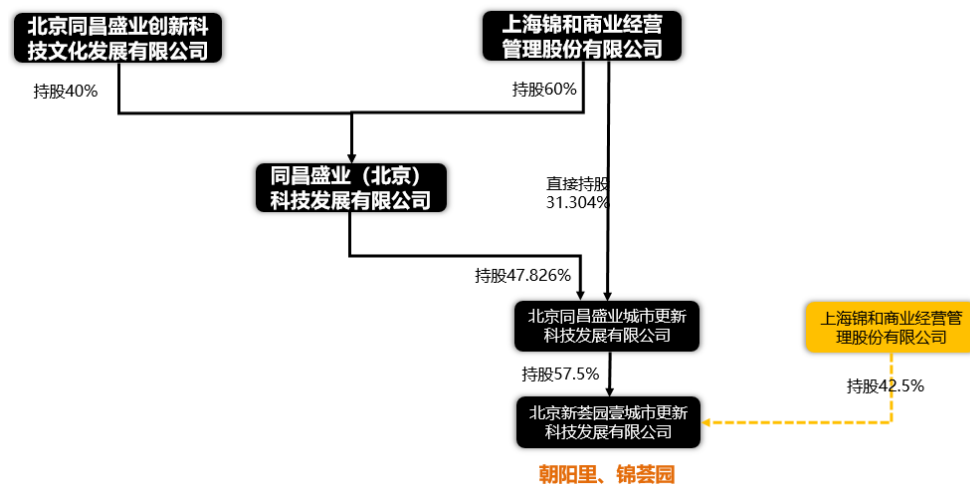 北京同昌盛业创新科
技文化发展有限公司
上海锦和商业经营
管理股份有限公司
持股40%
持股60%
同昌盛业（北京）
科技发展有限公司
直接持股
31.304%
持股47.826%
北京同昌盛业城市更新
科技发展有限公司
上海锦和商业经营管
理股份有限公司
持股57.5%
持股42.5%
北京新荟园壹城市更新
科技发展有限公司
朝阳里、锦荟园